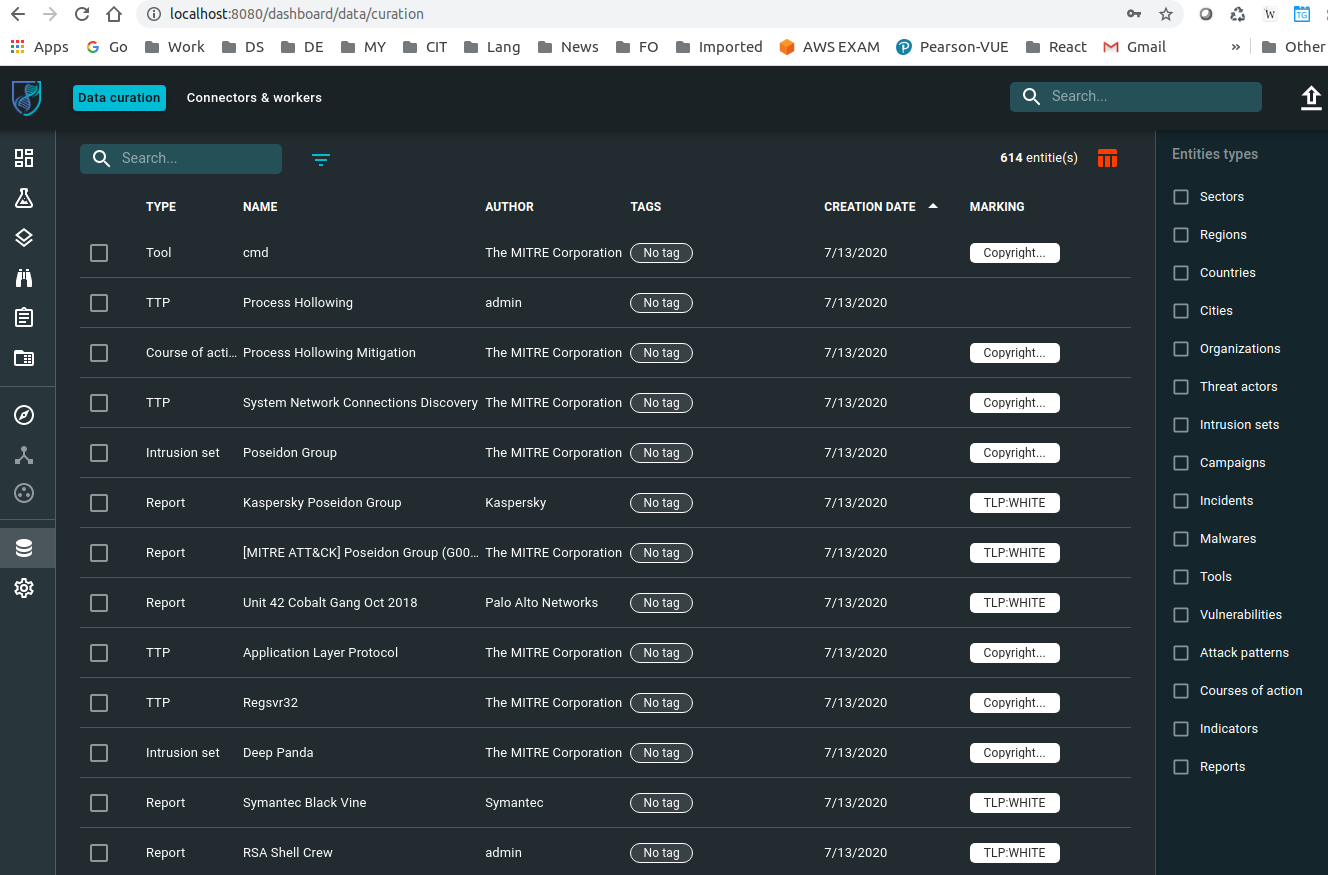 localhost:8080/dashboard/data/curation
W
TG
Apps Go Work DS DE MY CIT Lang News FO Imported AWS EXAM Pearson-VUE React Gmail » Other
Data curation Connectors & workers Search...
Search... 614 entitie(s) Entities types
TYPE NAME AUTHOR TAGS CREATION DATE MARKING
Tool cmd The MITRE Corporation No tag 7/13/2020 Copyright...
TTP Process Hollowing admin No tag 7/13/2020
Course of acti... Process Hollowing Mitigation The MITRE Corporation No tag 7/13/2020 Copyright...
TTP System Network Connections Discovery The MITRE Corporation No tag 7/13/2020 Copyright...
Intrusion set Poseidon Group The MITRE Corporation No tag 7/13/2020 Copyright...
Report Kaspersky Poseidon Group Kaspersky No tag 7/13/2020 TLP:WHITE
Report [MITRE ATT&CK] Poseidon Group (G00... The MITRE Corporation No tag 7/13/2020 TLP:WHITE
Report Unit 42 Cobalt Gang Oct 2018 Palo Alto Networks No tag 7/13/2020 TLP:WHITE
TTP Application Layer Protocol The MITRE Corporation No tag 7/13/2020 Copyright...
TTP Regsvr32 The MITRE Corporation No tag 7/13/2020 Copyright...
Intrusion set Deep Panda The MITRE Corporation No tag 7/13/2020 Copyright...
Report Symantec Black Vine Symantec No tag 7/13/2020 TLP:WHITE
Report RSA Shell Crew admin No tag 7/13/2020 TLP:WHITE
Sectors
Regions
Countries
Cities
Organizations
Threat actors
Intrusion sets
Campaigns
Incidents
Malwares
Tools
Vulnerabilities
Attack patterns
Courses of action
Indicators
Reports